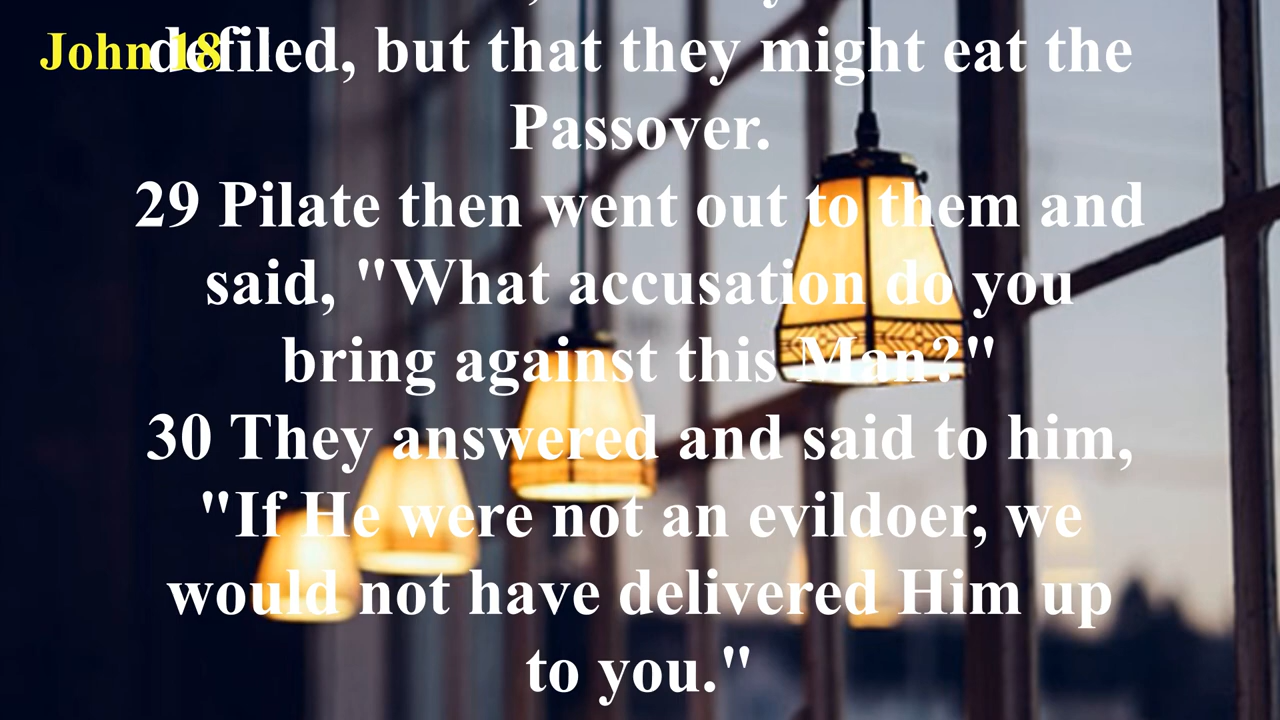 John 18
defiled, but that they might eat the
Passover.
29 Pilate then went out to them and
said, "What accusation do you
bring against this Man?"
30 They answered and said to him,
"If He were not an evildoer, we
would not have delivered Him up
to you."